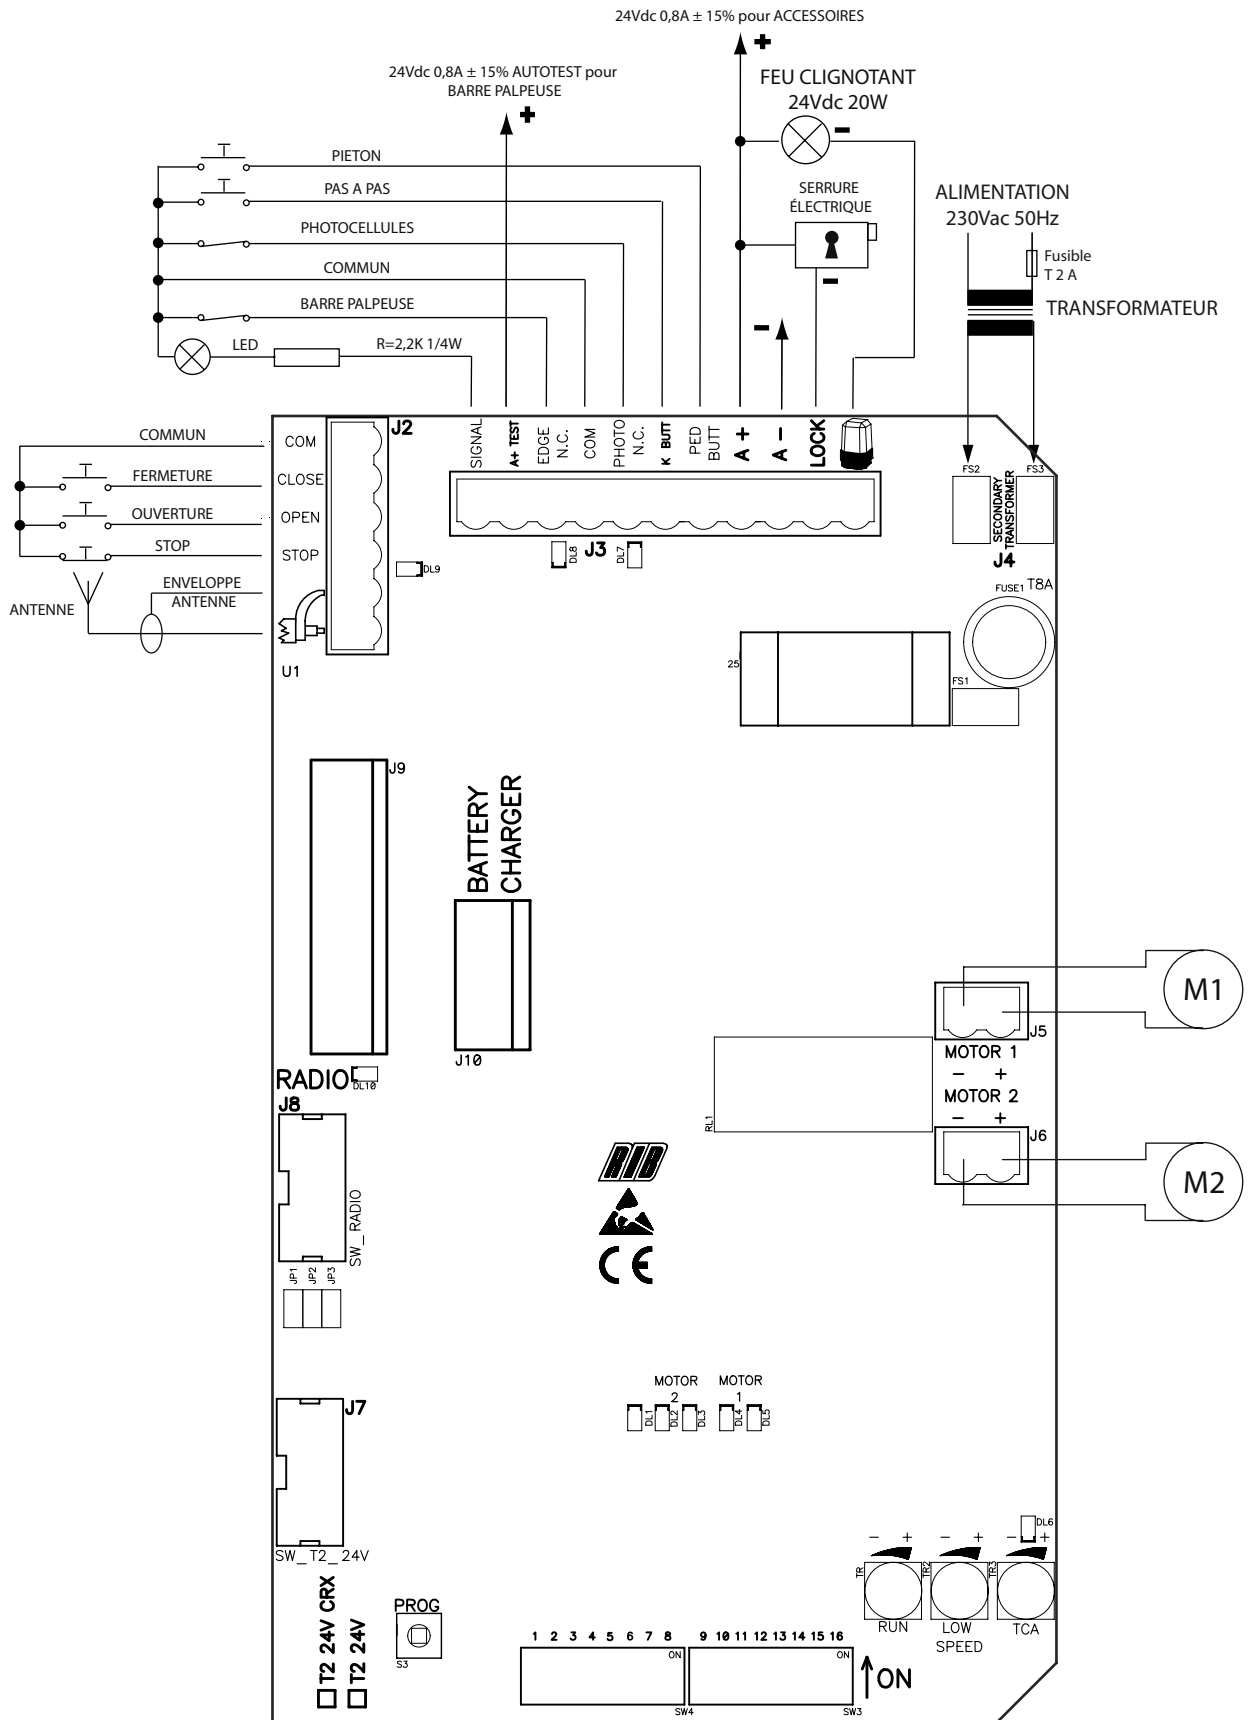 24Vdc 0,8A ± 15% pour ACCESSOIRES
+
24Vdc 0,8A ± 15% AUTOTEST pour
BARRE PALPEUSE
+
FEU CLIGNOTANT
24Vdc 20W
-
PIETON
PAS A PAS
PHOTOCELLULES
COMMUN
BARRE PALPEUSE
LED
R=2,2K 1/4W
SERRURE
ÉLECTRIQUE
-
-
ALIMENTATION
230Vac 50Hz
Fusible
T 2 A
TRANSFORMATEUR
COMMUN
FERMETURE
OUVERTURE
STOP
ENVELOPPE
ANTENNE
ANTENNE
COM
CLOSE
OPEN
STOP
U1
J2
DL9
SIGNAL
A+ TEST
EDGE
N.C.
COM
PHOTO
N.C.
K BUTT
PED
BUTT
A +
A -
LOCK
J3
DL8
DL7
FS2
SECONDARY
TRANSFORMER
FS3
J4
FUSE1 T8A
25
FS1
J9
BATTERY
CHARGER
J10
RADIO
DL10
J8
SW_RADIO
JP1
JP2
JP3
M1
J5
MOTOR 1
- +
MOTOR 2
- +
J6
M2
RL1
RIB
CE
MOTOR
2
MOTOR
1
DL1
DL2
DL3
DL4
DL5
J7
SW_T2_24V
T2 24V CRX
T2 24V
PROG
S3
1 2 3 4 5 6 7 8
ON
SW4
9 10 11 12 13 14 15 16
ON
SW3
ON
DL6
- +
- +
- +
TR
TR2
TR3
RUN
LOW
SPEED
TCA